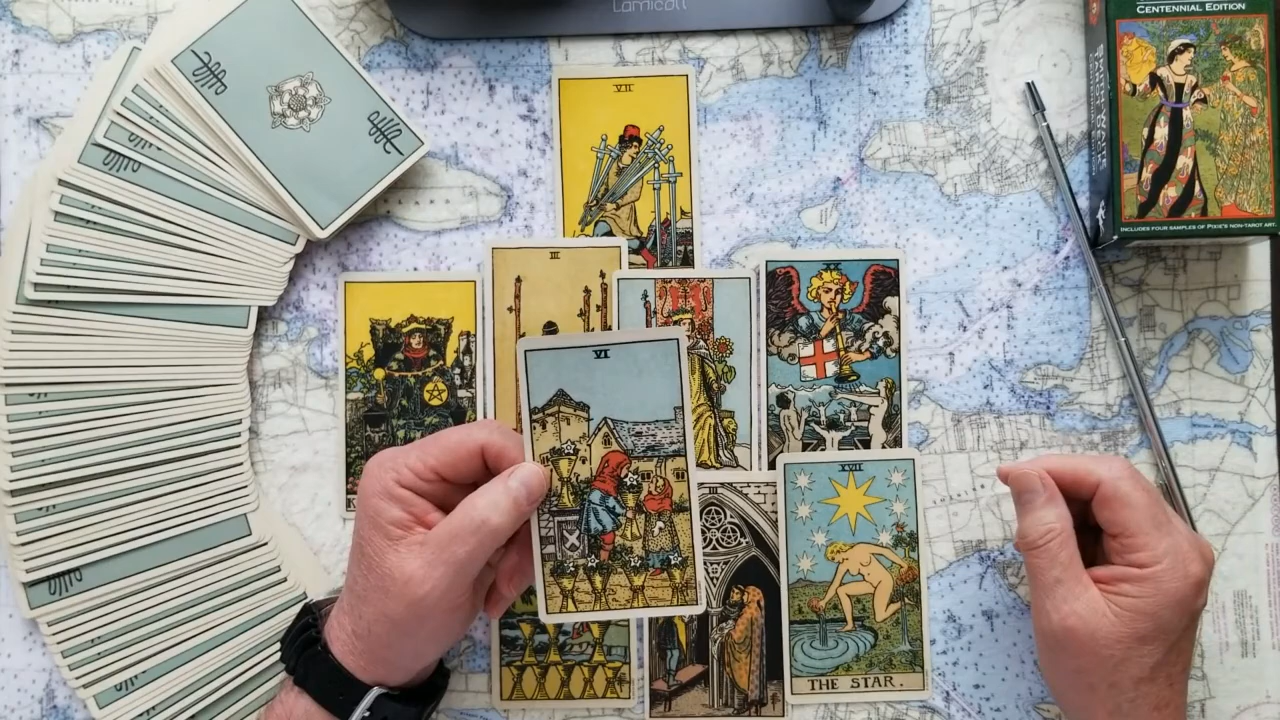 Lamicall
CENTENNIAL EDITION
INCLUDES FOUR SAMPLES OF PIXIE'S NON-TAROT ART.
VII
III
XX
VI
XVII
THE STAR.